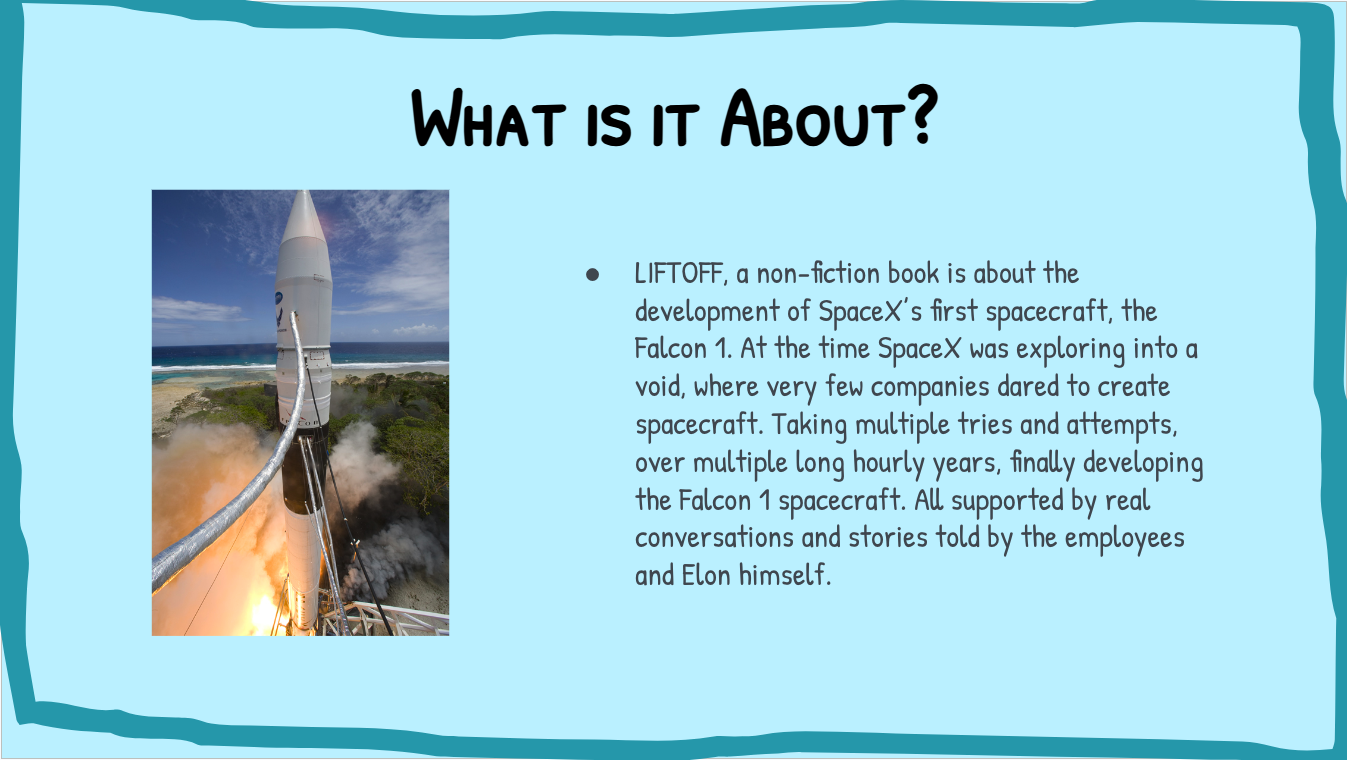 What is it About?
● LIFTOFF, a non-fiction book is about the
development of SpaceX's first spacecraft, the
Falcon 1. At the time SpaceX was exploring into a
void, where very few companies dared to create
spacecraft. Taking multiple tries and attempts,
over multiple long hourly years, finally developing
the Falcon 1 spacecraft. All supported by real
conversations and stories told by the employees
and Elon himself.